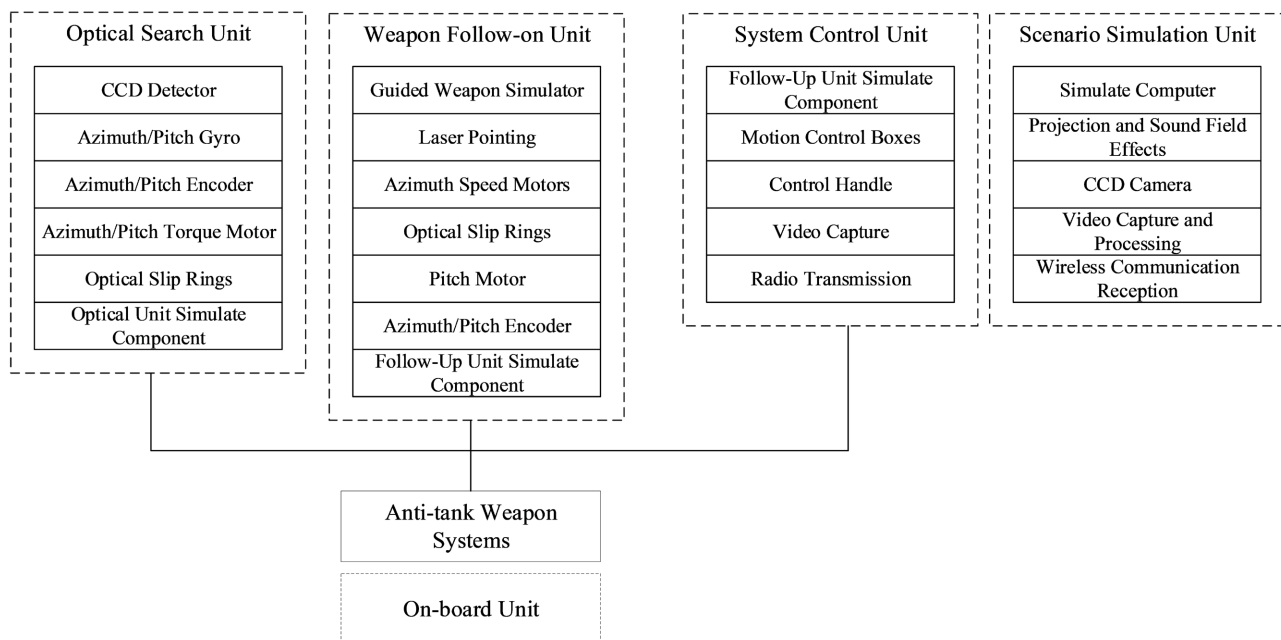 Optical Search Unit
CCD Detector
Azimuth/Pitch Gyro
Azimuth/Pitch Encoder
Azimuth/Pitch Torque Motor
Optical Slip Rings
Optical Unit Simulate
Component
Weapon Follow-on Unit
Guided Weapon Simulator
Laser Pointing
Azimuth Speed Motors
Optical Slip Rings
Pitch Motor
Azimuth/Pitch Encoder
Follow-Up Unit Simulate
Component
System Control Unit
Follow-Up Unit Simulate
Component
Motion Control Boxes
Control Handle
Video Capture
Radio Transmission
Scenario Simulation Unit
Simulate Computer
Projection and Sound Field
Effects
CCD Camera
Video Capture and
Processing
Wireless Communication
Reception
Anti-tank Weapon
Systems
On-board Unit